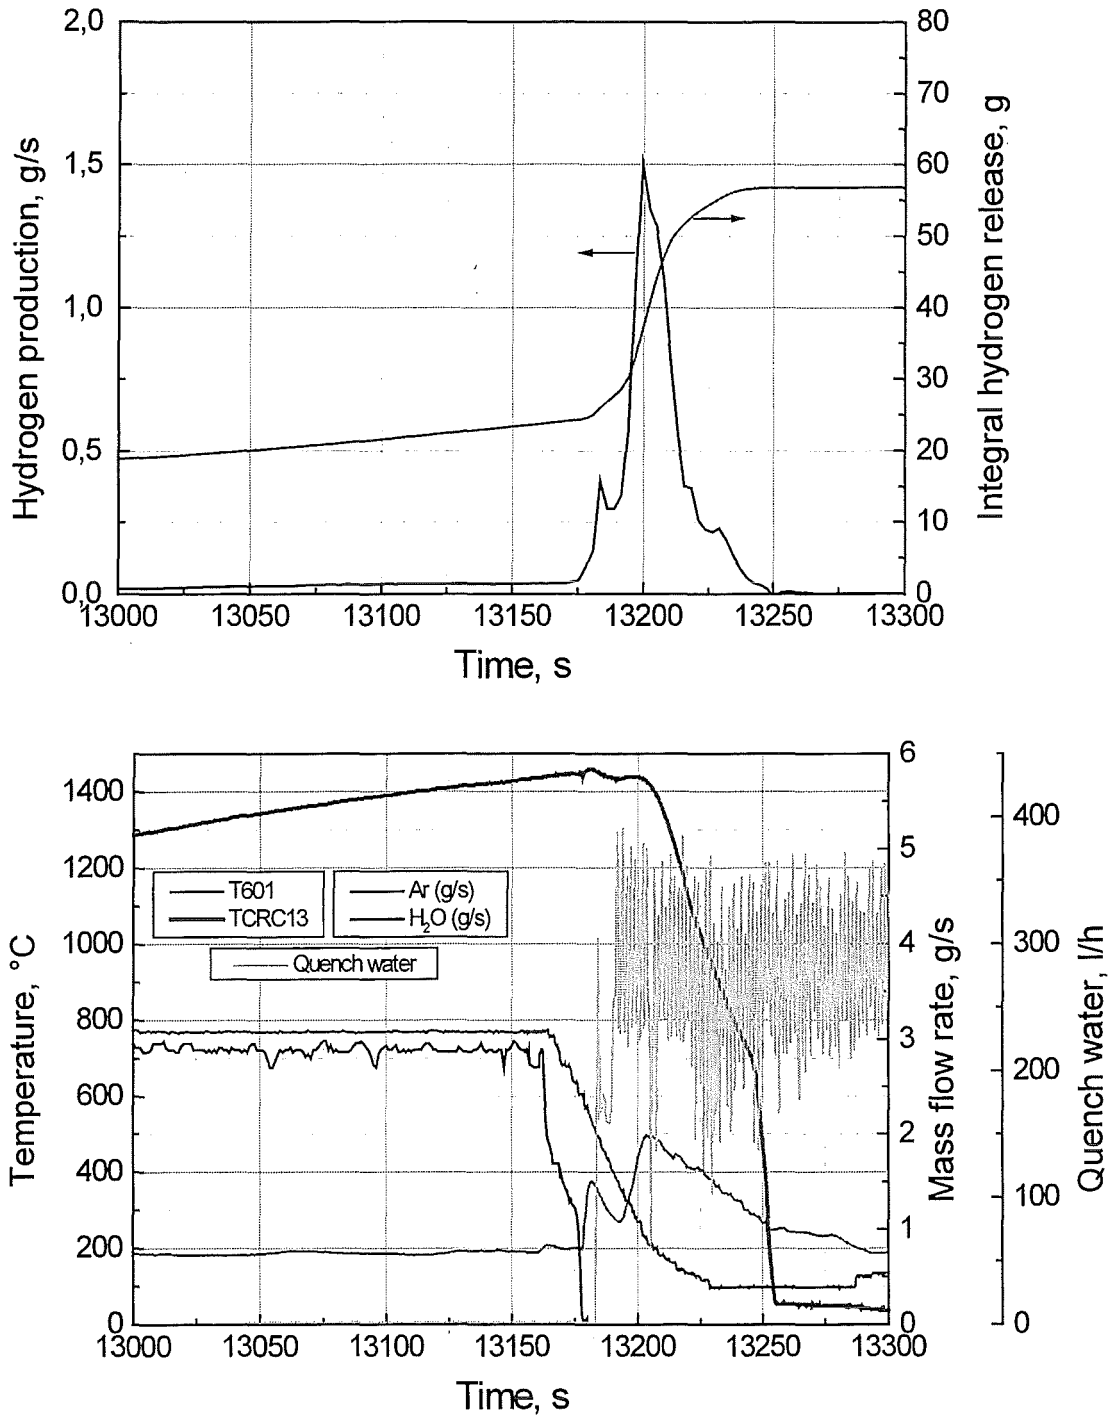 2,0
1,5
1,0
0,5
0,0
Hydrogen production, g/s
80
70
60
50
40
30
20
10
0
Integral hydrogen release, g
13000 13050 13100 13150 13200 13250 13300
Time, s
1400
1200
1000
800
600
400
200
0
Temperature, °C
T601
TCRC13
Ar (g/s)
H₂O (g/s)
Quench water
6
5
4
3
2
1
0
Mass flow rate, g/s
400
300
200
100
0
Quench water, l/h
13000 13050 13100 13150 13200 13250 13300
Time, s